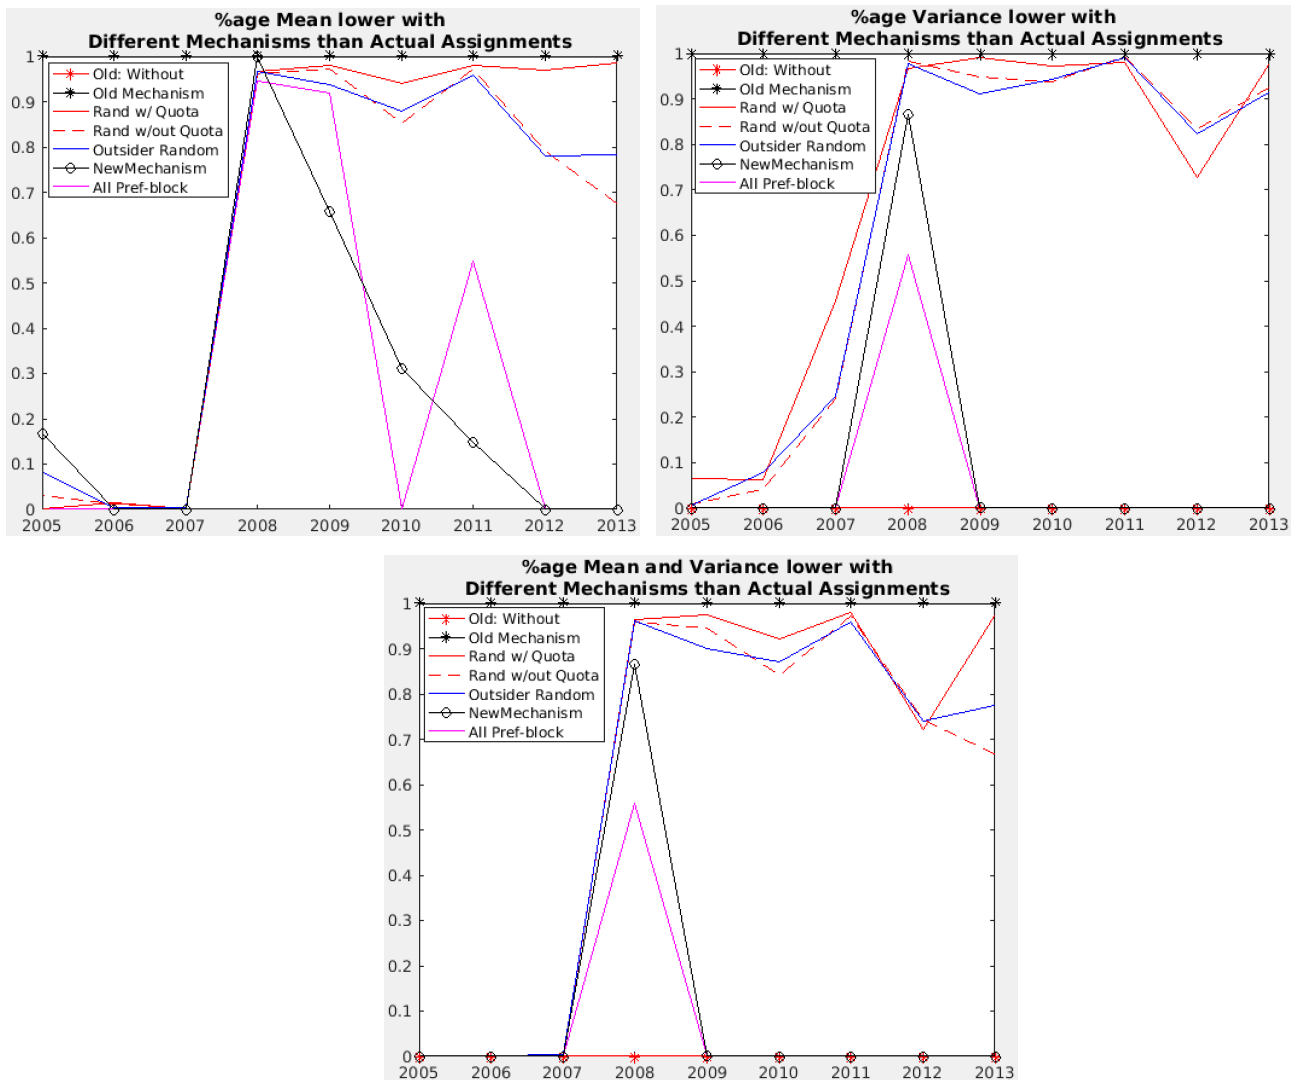 %age Mean lower with
Different Mechanisms than Actual Assignments
1
0.9
0.8
0.7
0.6
0.5
0.4
0.3
0.2
0.1
0
Old: Without
Old Mechanism
Rand w/ Quota
Rand w/out Quota
Outsider Random
NewMechanism
All Pref-block
2005 2006 2007 2008 2009 2010 2011 2012 2013
%age Variance lower with
Different Mechanisms than Actual Assignments
1
0.9
0.8
0.7
0.6
0.5
0.4
0.3
0.2
0.1
0
Old: Without
Old Mechanism
Rand w/ Quota
Rand w/out Quota
Outsider Random
NewMechanism
All Pref-block
2005 2006 2007 2008 2009 2010 2011 2012 2013
%age Mean and Variance lower with
Different Mechanisms than Actual Assignments
1
0.9
0.8
0.7
0.6
0.5
0.4
0.3
0.2
0.1
0
Old: Without
Old Mechanism
Rand w/ Quota
Rand w/out Quota
Outsider Random
NewMechanism
All Pref-block
2005 2006 2007 2008 2009 2010 2011 2012 2013